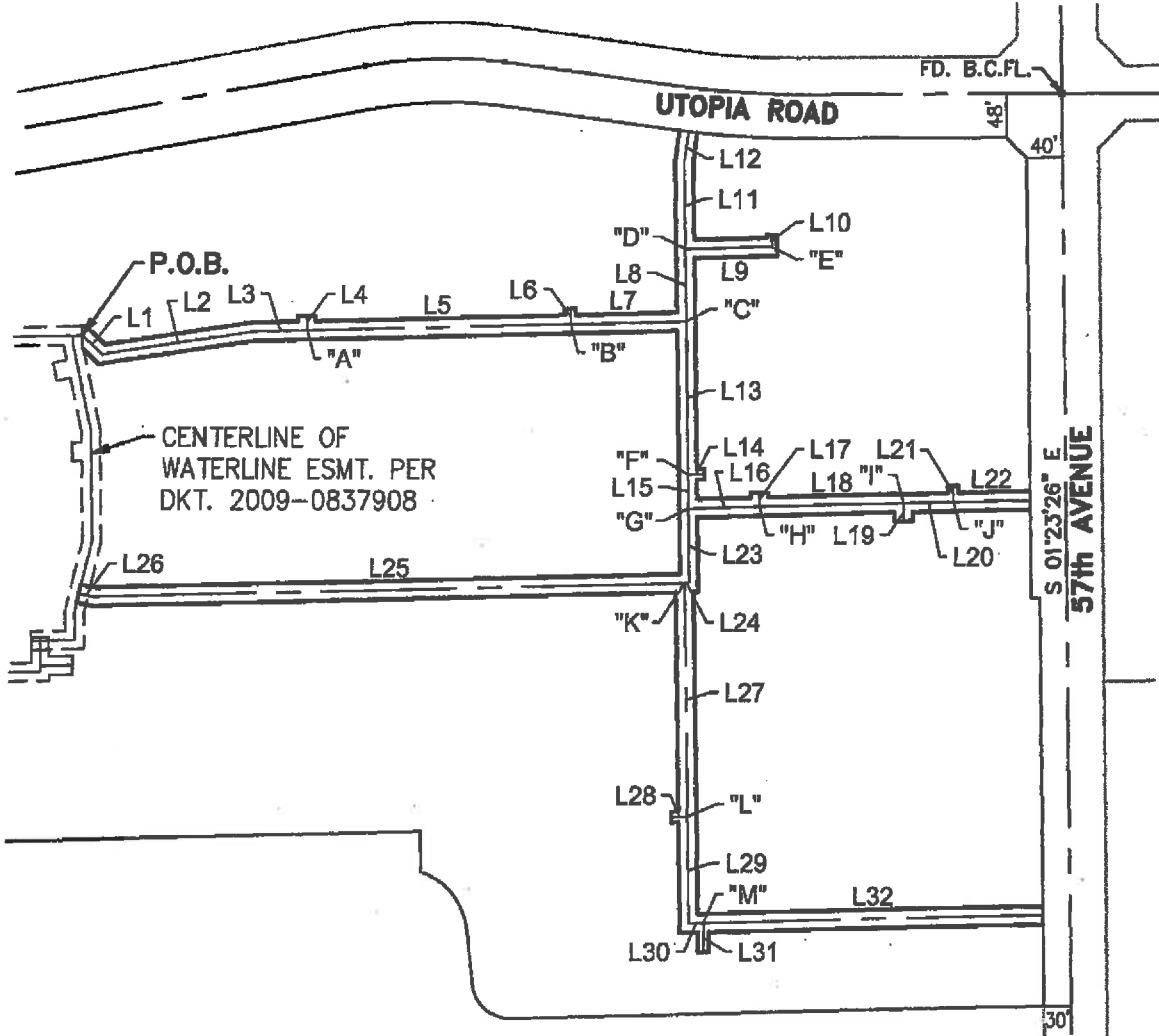 FD. B.C.FL.
UTOPIA ROAD
48'
40'
L12
L11
L10
"D"
"E"
L9
P.O.B.
L8
L1
L2
L3
L4
L5
L6
L7
"C"
"A"
"B"
L13
CENTERLINE OF
WATERLINE ESMT. PER
DKT. 2009-0837908
L14
"F"
L15
L16
L17
L18
"I"
L21
L22
"G"
"H"
L19
"J"
L20
S 01°23'26" E
57th AVENUE
L23
L26
L25
"K"
L24
L27
L28
"L"
L29
"M"
L32
L30
L31
30'